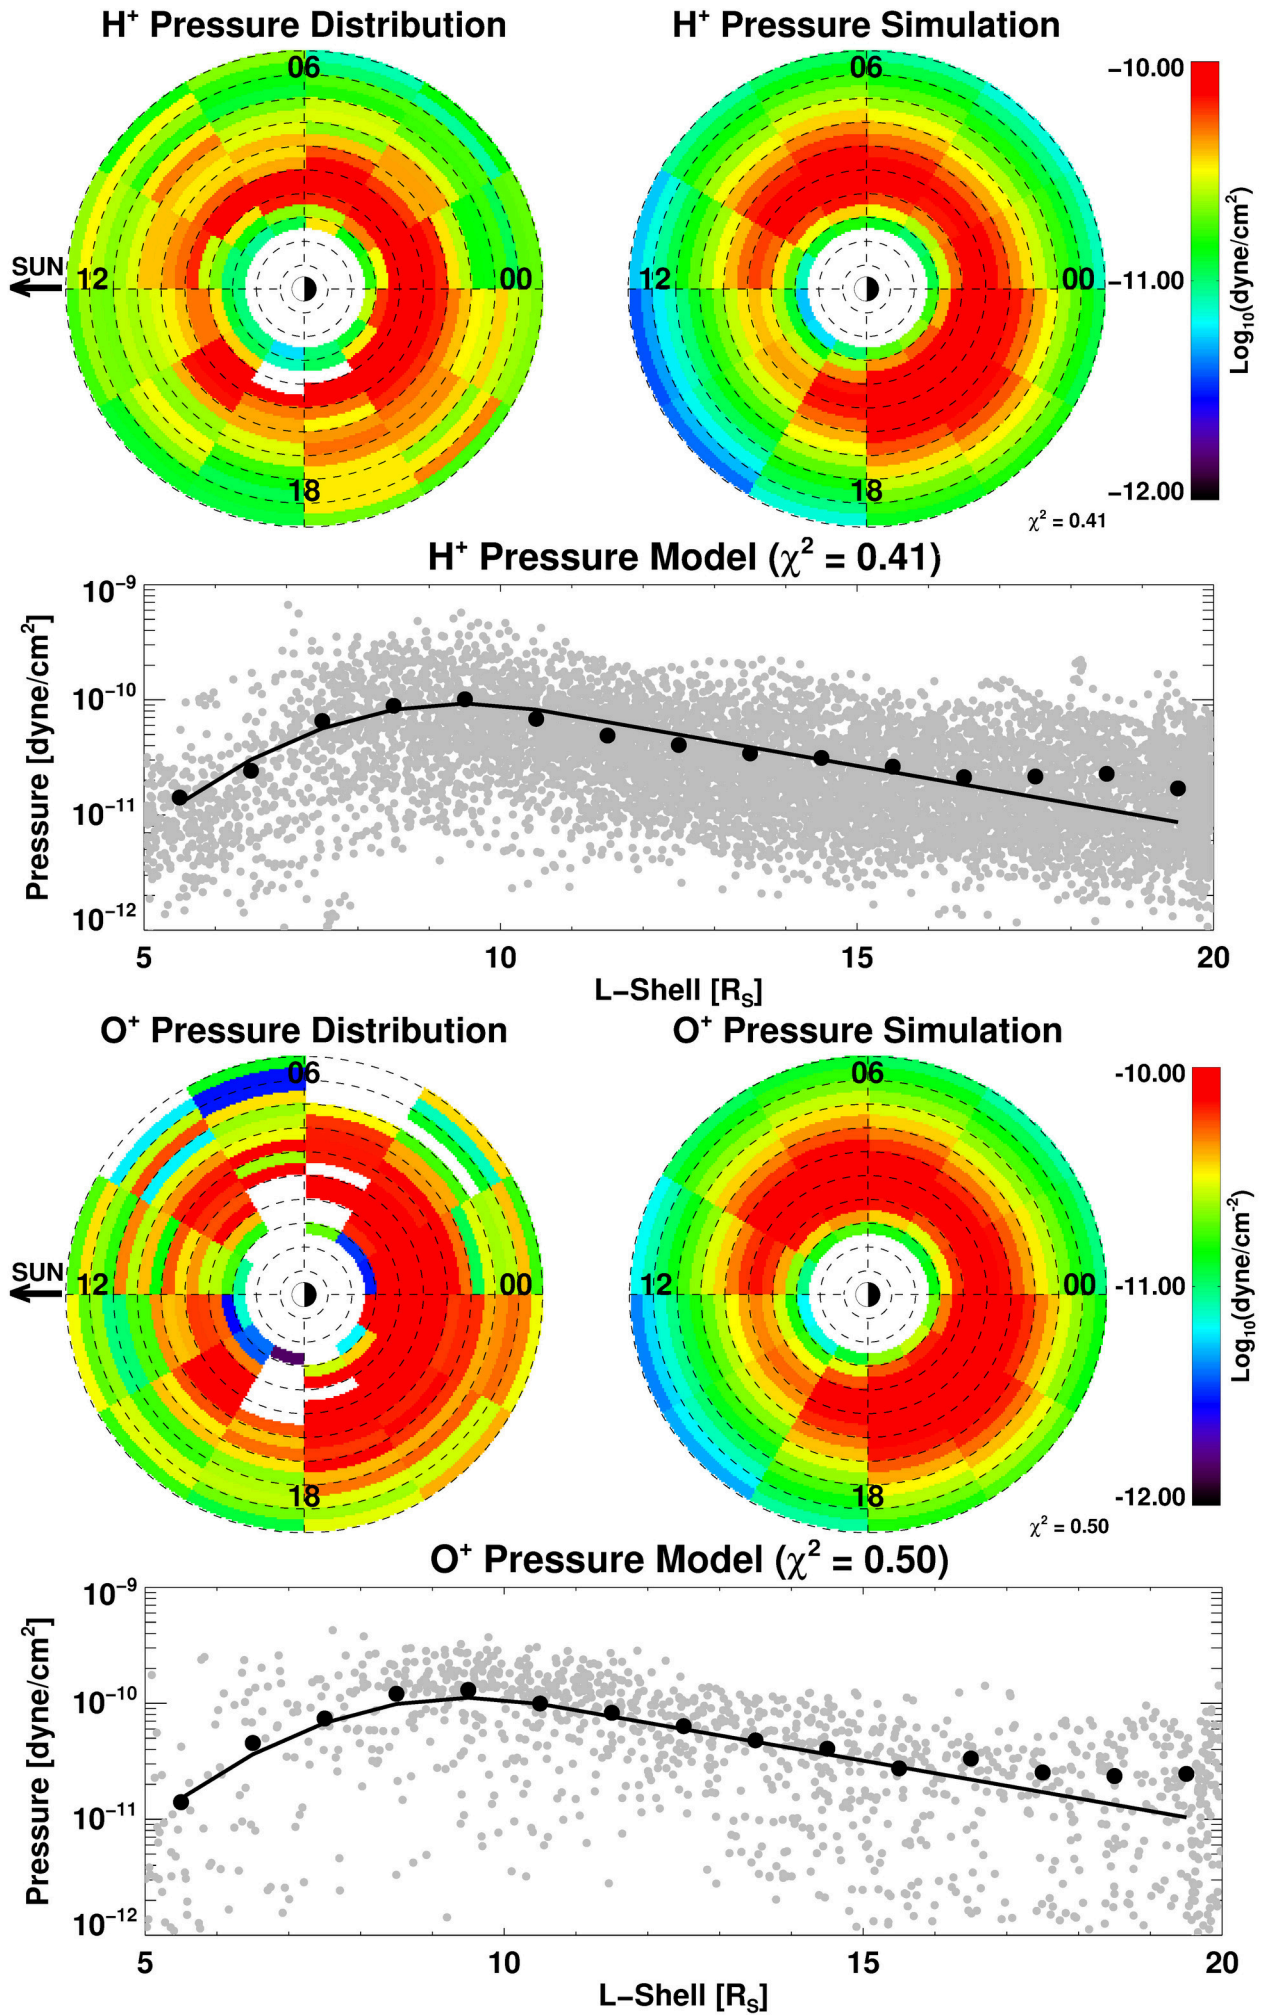 H⁺ Pressure Distribution
H⁺ Pressure Simulation
06
06
−10.00
SUN
12
00
12
−11.00
Log₁₀(dyne/cm²)
18
18
−12.00
χ² = 0.41
H⁺ Pressure Model (χ² = 0.41)
10⁻⁹
10⁻¹⁰
10⁻¹¹
10⁻¹²
Pressure [dyne/cm²]
5
10
15
20
L−Shell [R_S]
O⁺ Pressure Distribution
O⁺ Pressure Simulation
06
06
-10.00
SUN
12
00
12
00
-11.00
Log₁₀(dyne/cm⁻²)
18
18
-12.00
χ² = 0.50
O⁺ Pressure Model (χ² = 0.50)
10⁻⁹
10⁻¹⁰
10⁻¹¹
10⁻¹²
Pressure [dyne/cm²]
5
10
15
20
L−Shell [R_S]